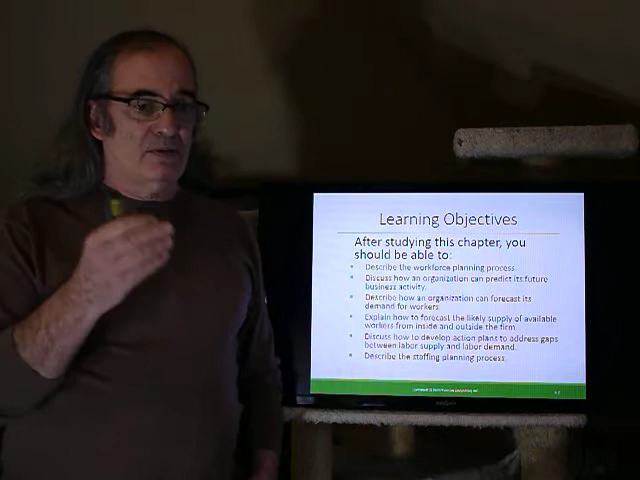 Learning Objectives
After studying this chapter, you
should be able to:
Describe the workforce planning process.
Discuss how an organization can predict its future
business activity.
Describe how an organization can forecast its
demand for workers.
Explain how to forecast the likely supply of available
workers from inside and outside the firm
Discuss how to develop action plans to address gaps
between labor supply and labor demand.
Describe the staffing planning process.